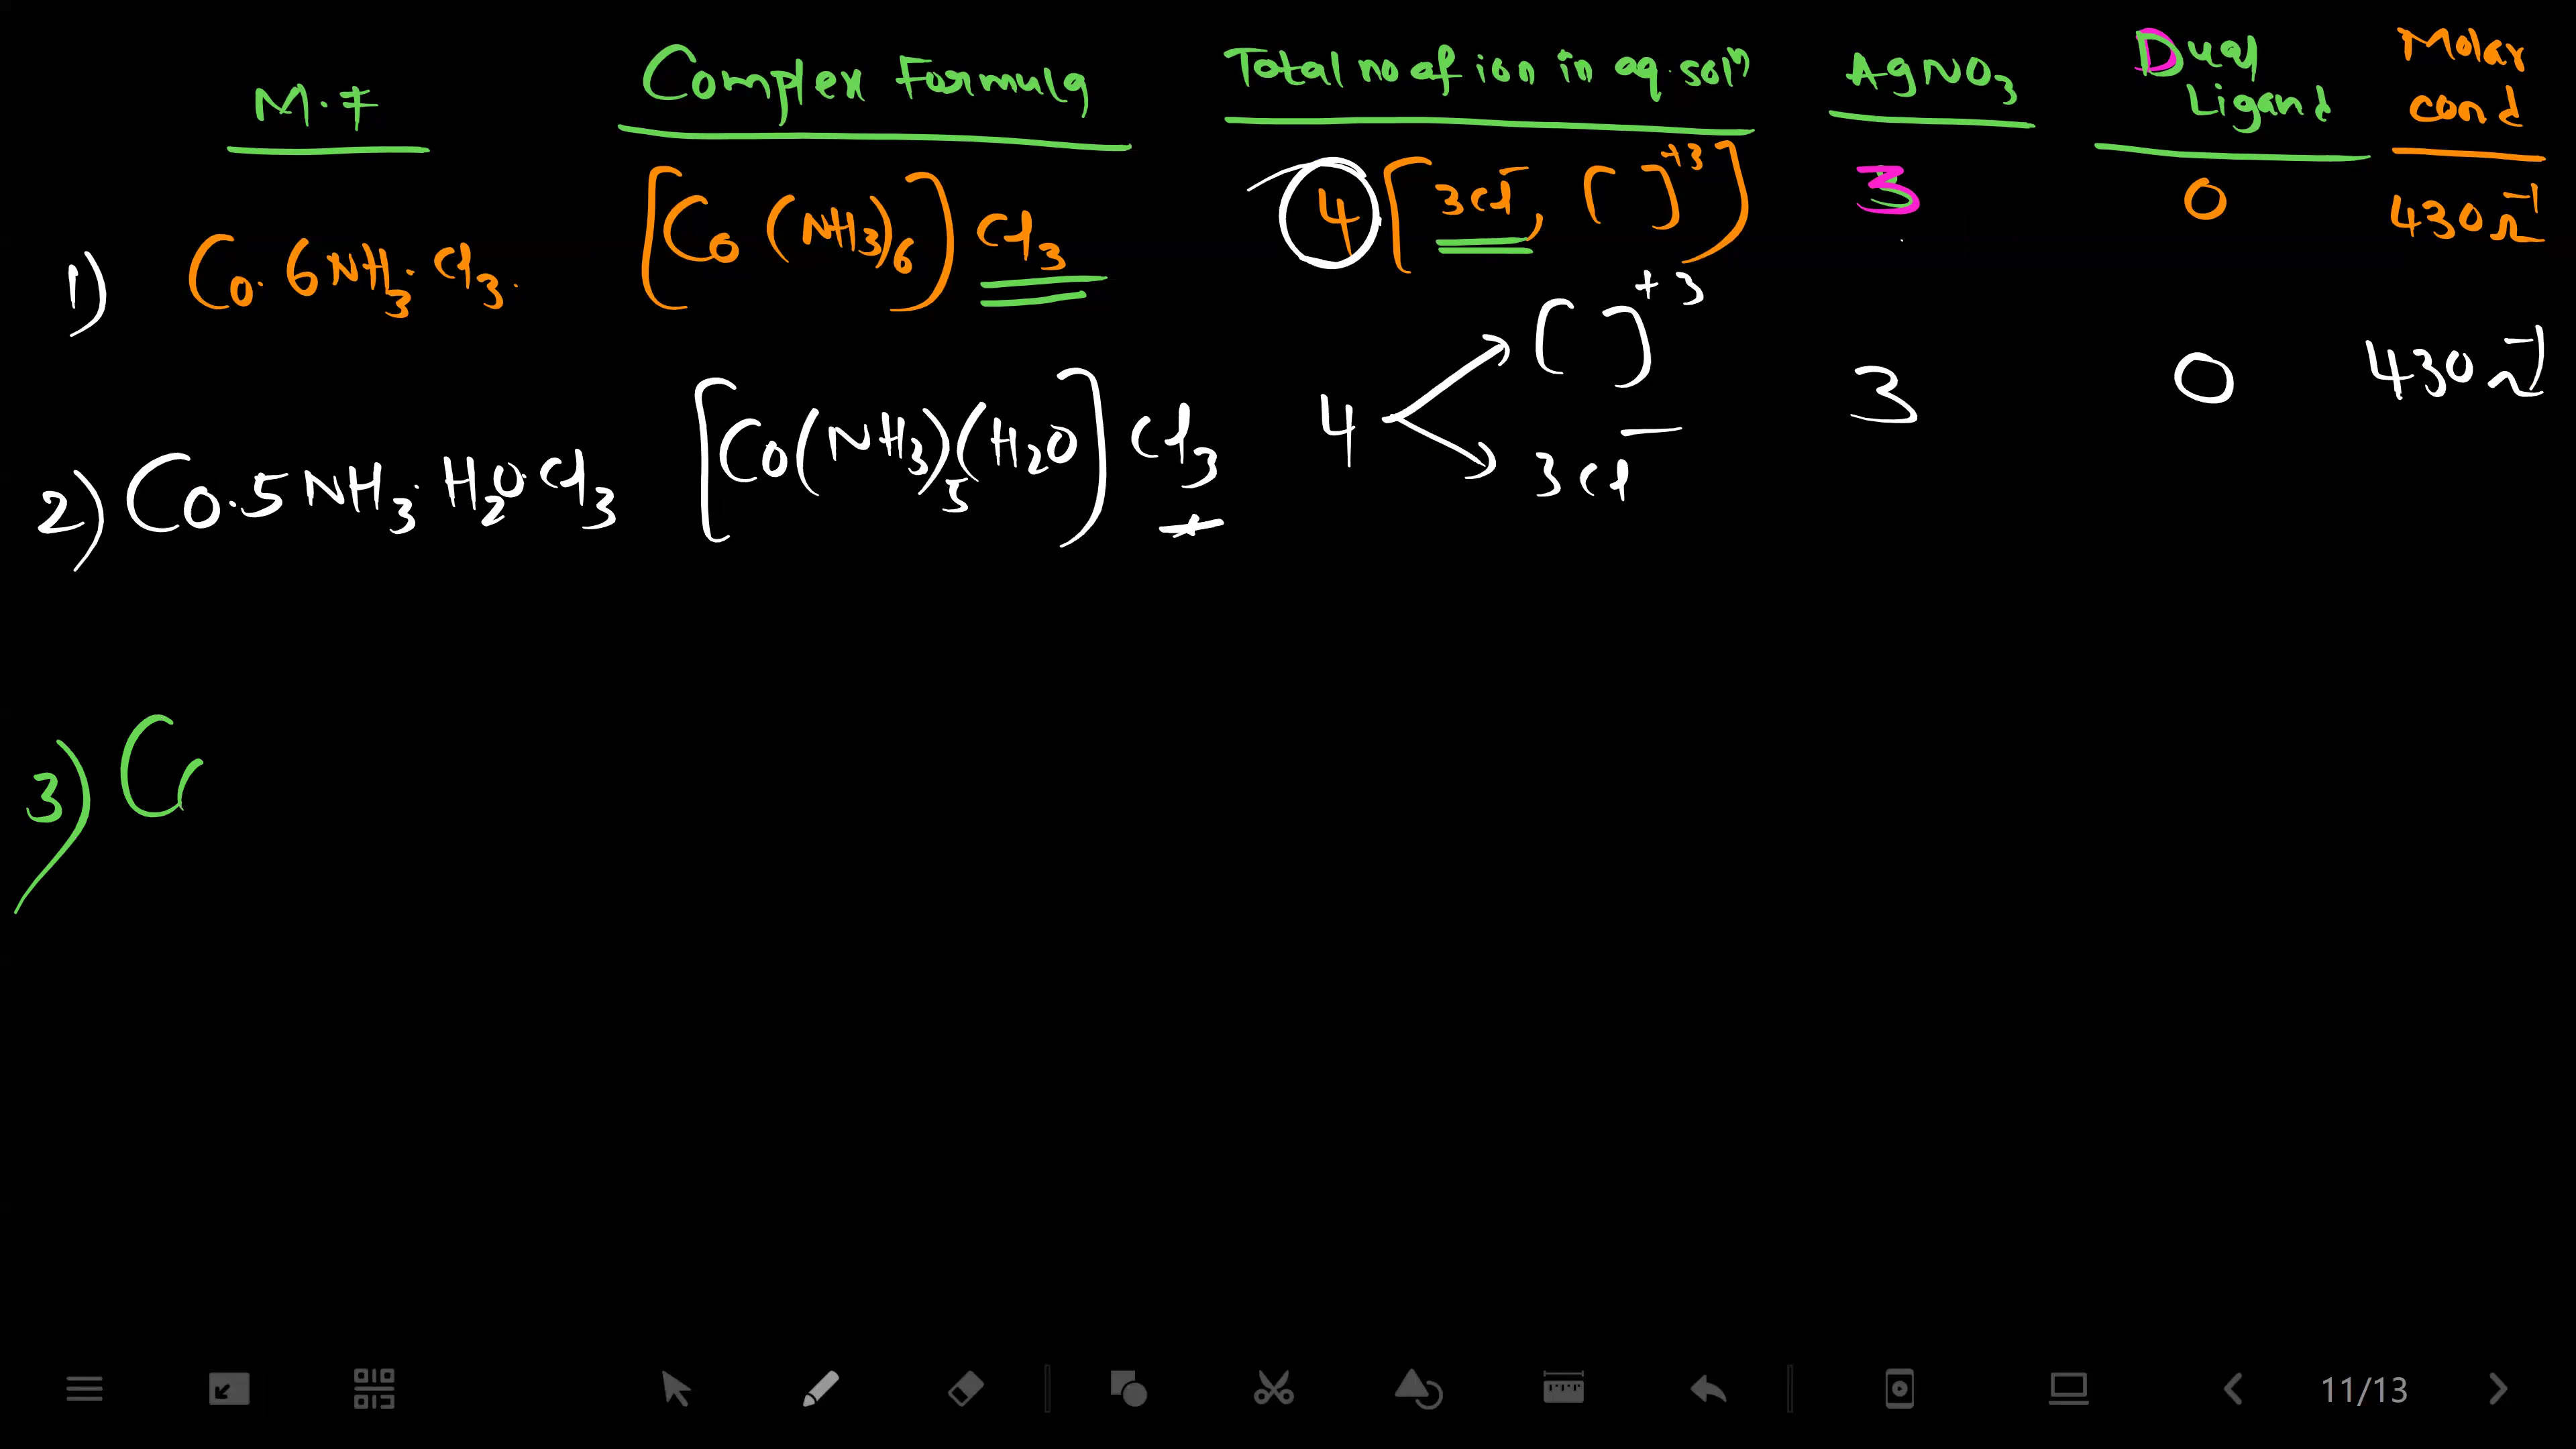 M.F Complex Formula Total no of ion in aq. solⁿ AgNO₃ Dual Ligand Molar cond
1) Co. 6NH₃. Cl₃. [Co (NH₃)₆] Cl₃ 4 [3Cl⁻, [ ]⁺³] 3 0 430 Ω⁻¹
2) Co. 5NH₃. H₂O. Cl₃ [Co(NH₃)₅(H₂O] Cl₃ 4 [ ]⁺³ 3Cl⁻ 3 0 430 Ω⁻¹
3) C
11/13